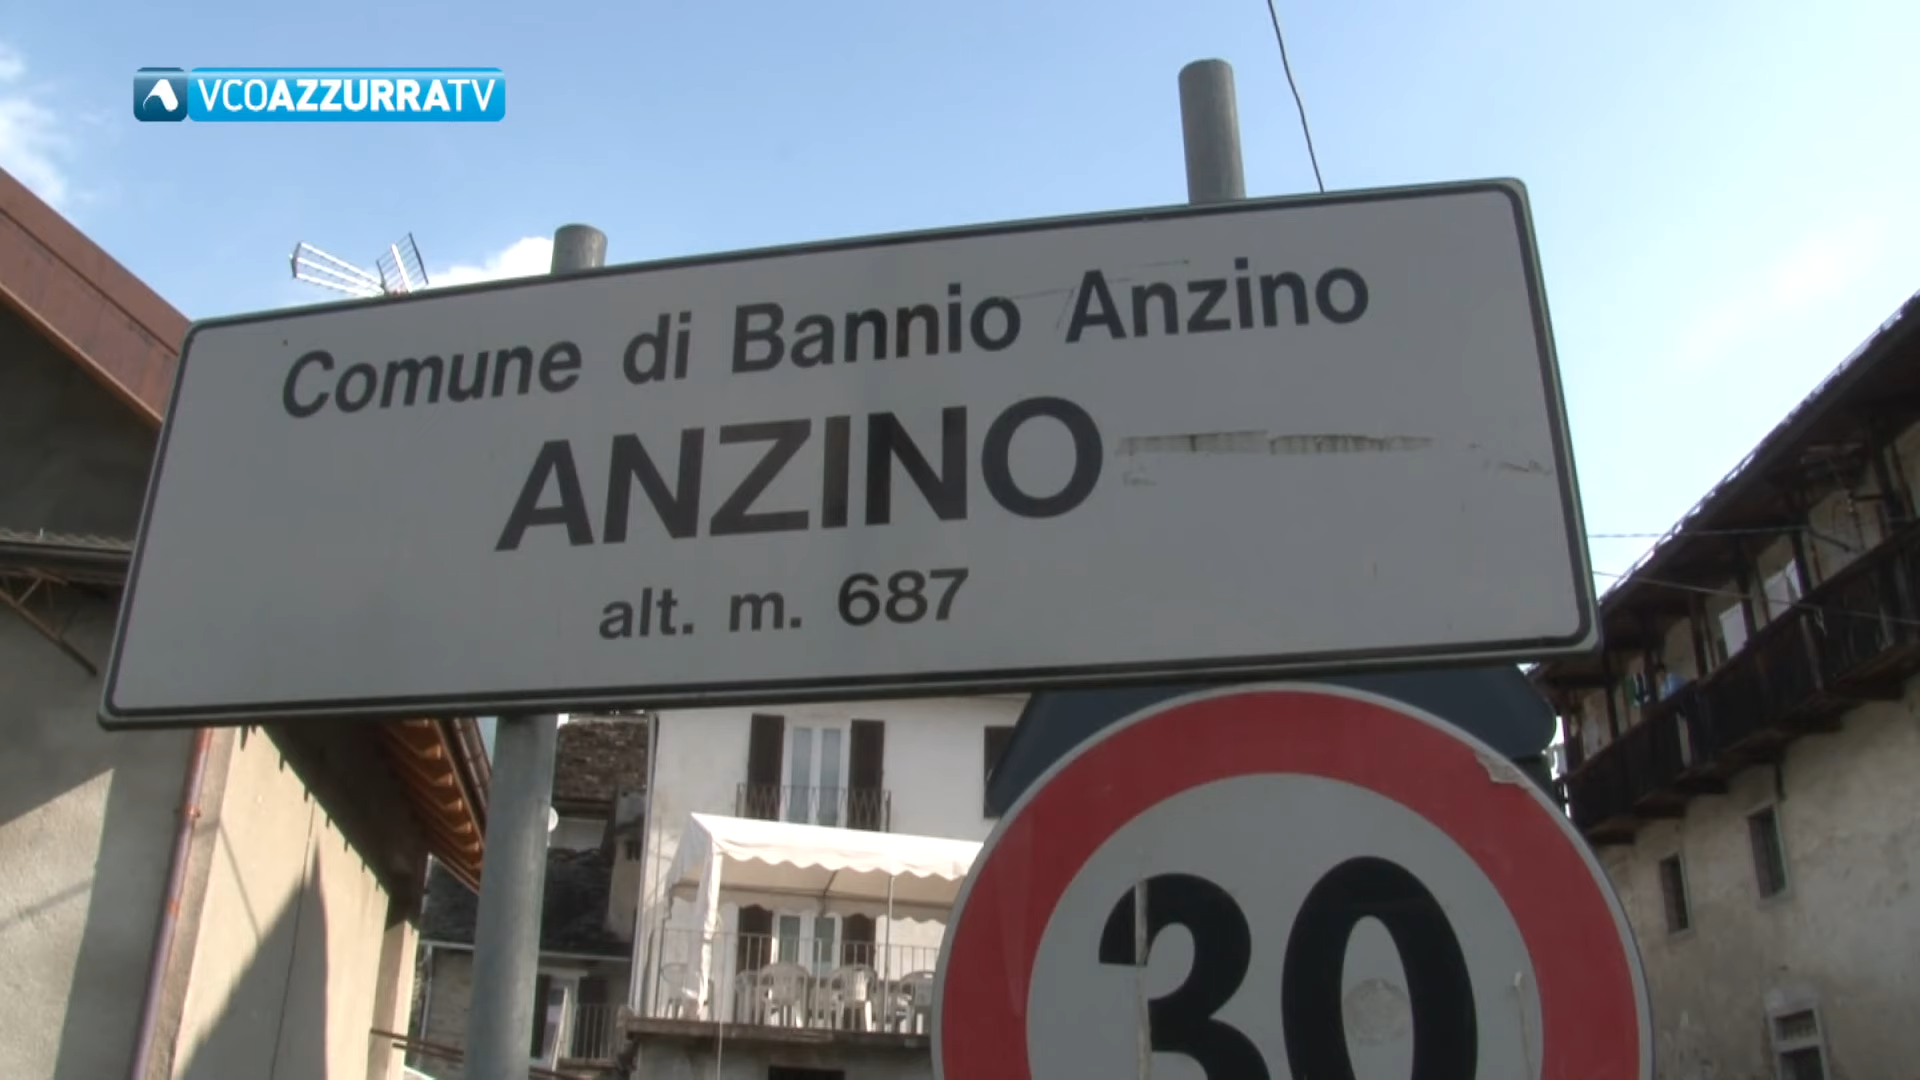 VCOAZZURRATV
Comune di Bannio Anzino
ANZINO
alt. m. 687
30